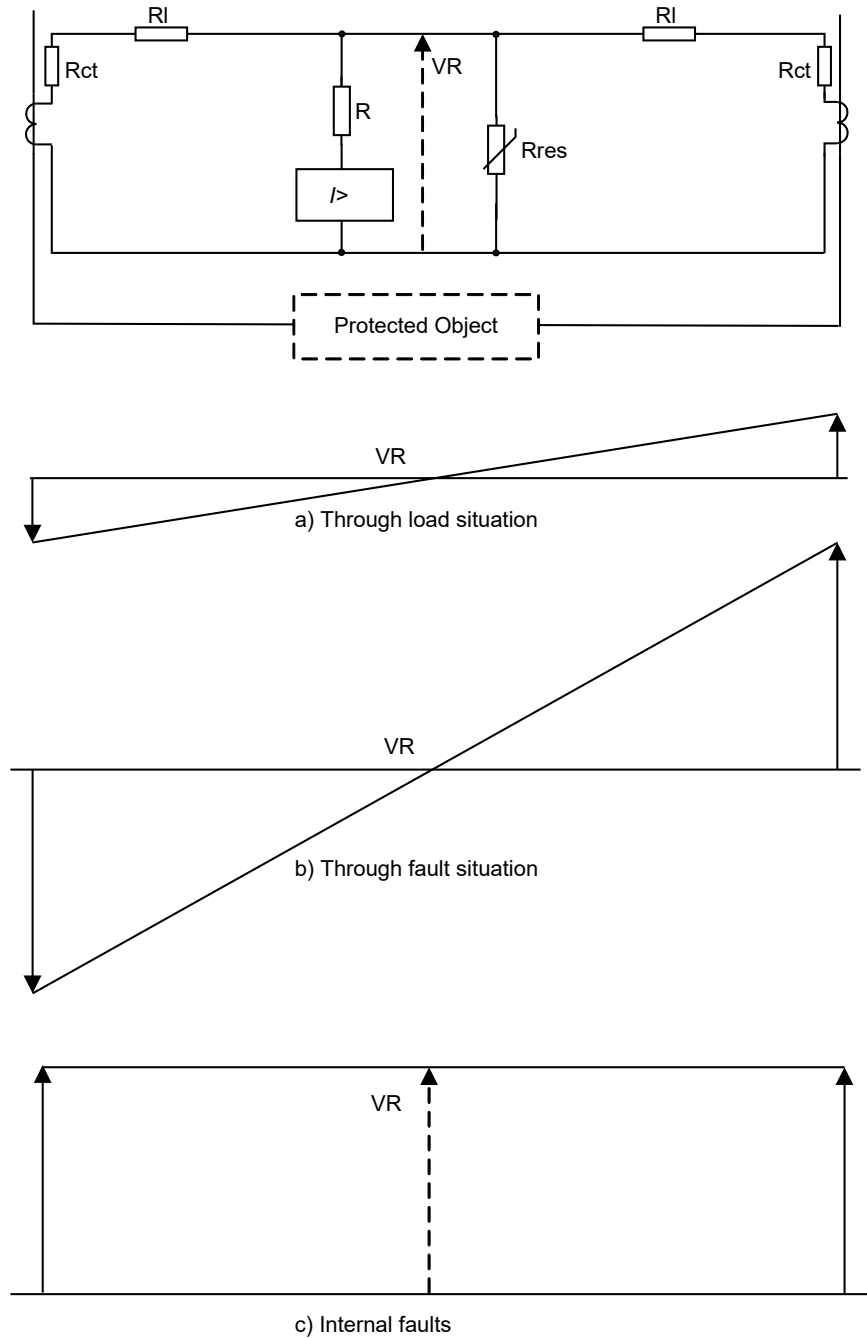 Rl
Rl
Rct
VR
Rct
R
Rres
I>
Protected Object
VR
a) Through load situation
VR
b) Through fault situation
VR
c) Internal faults